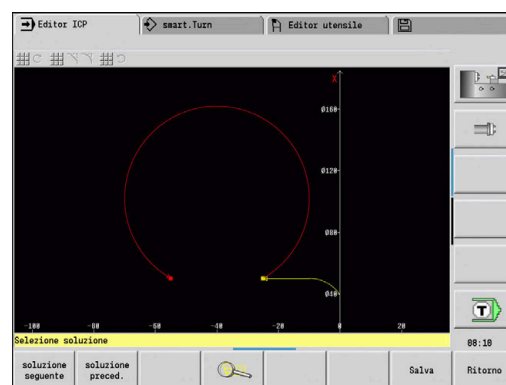 Editor ICP
smart.Turn
Editor utensile
X
Ø160
Ø120
Ø80
Ø40
-100 -80 -60 -40 -20 0 20
Selezione soluzione
08:10
T
soluzione seguente
soluzione preced.
Salva
Ritorno